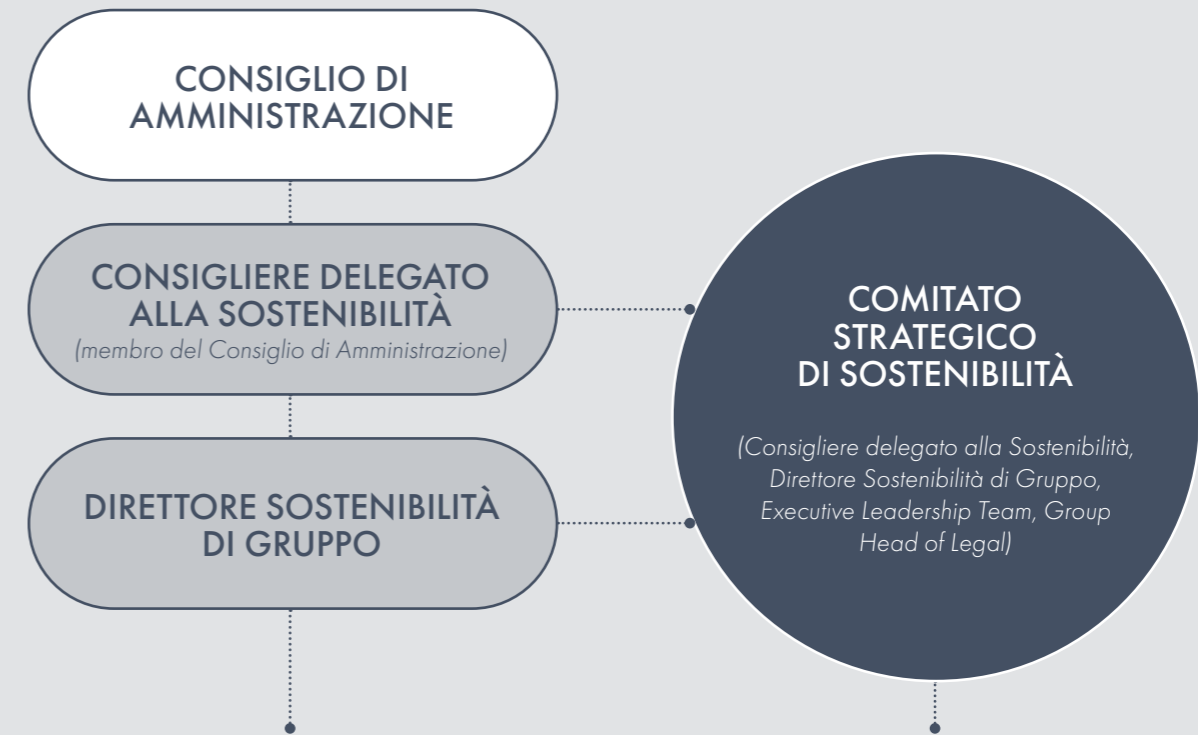 CONSIGLIO DI
AMMINISTRAZIONE
CONSIGLIERE DELEGATO
ALLA SOSTENIBILITÀ
(membro del Consiglio di Amministrazione)
DIRETTORE SOSTENIBILITÀ
DI GRUPPO
COMITATO
STRATEGICO
DI SOSTENIBILITÀ
(Consigliere delegato alla Sostenibilità,
Direttore Sostenibilità di Gruppo,
Executive Leadership Team, Group
Head of Legal)